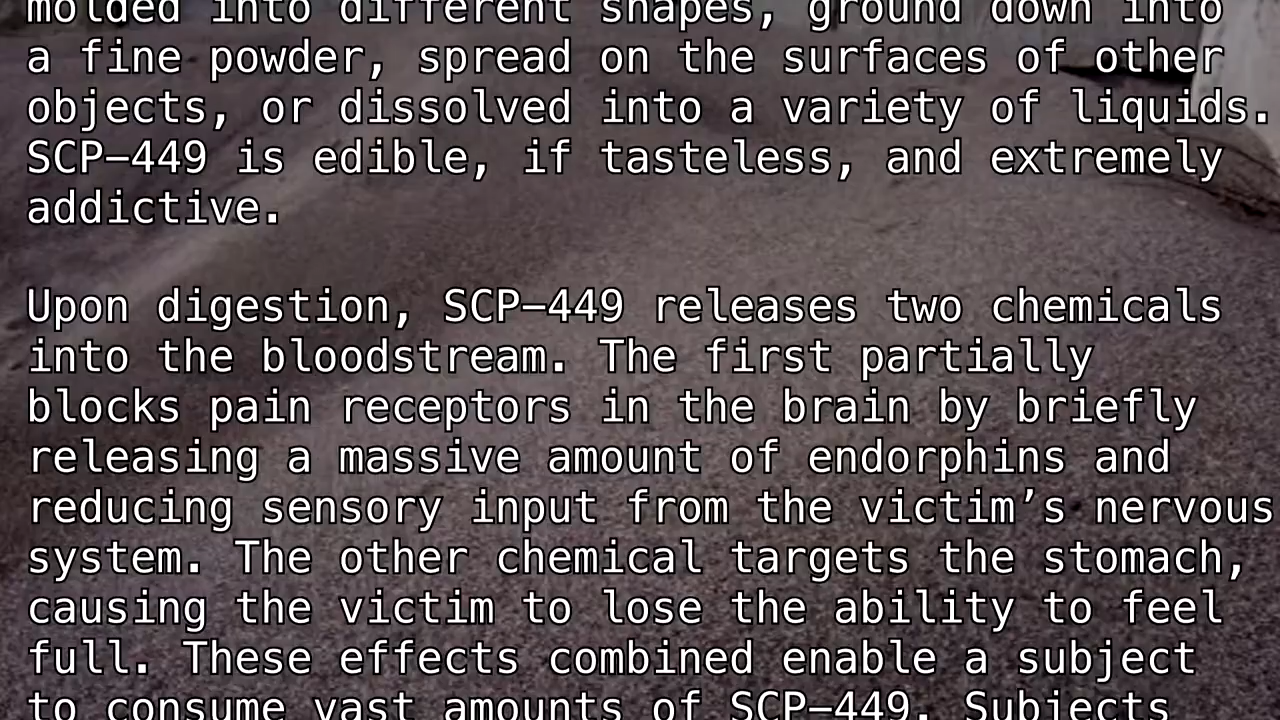 molded into different shapes, ground down into
a fine powder, spread on the surfaces of other
objects, or dissolved into a variety of liquids.
SCP–449 is edible, if tasteless, and extremely
addictive.
Upon digestion, SCP–449 releases two chemicals
into the bloodstream. The first partially
blocks pain receptors in the brain by briefly
releasing a massive amount of endorphins and
reducing sensory input from the victim’s nervous
system. The other chemical targets the stomach,
causing the victim to lose the ability to feel
full. These effects combined enable a subject
to consume vast amounts of SCP–449. Subjects